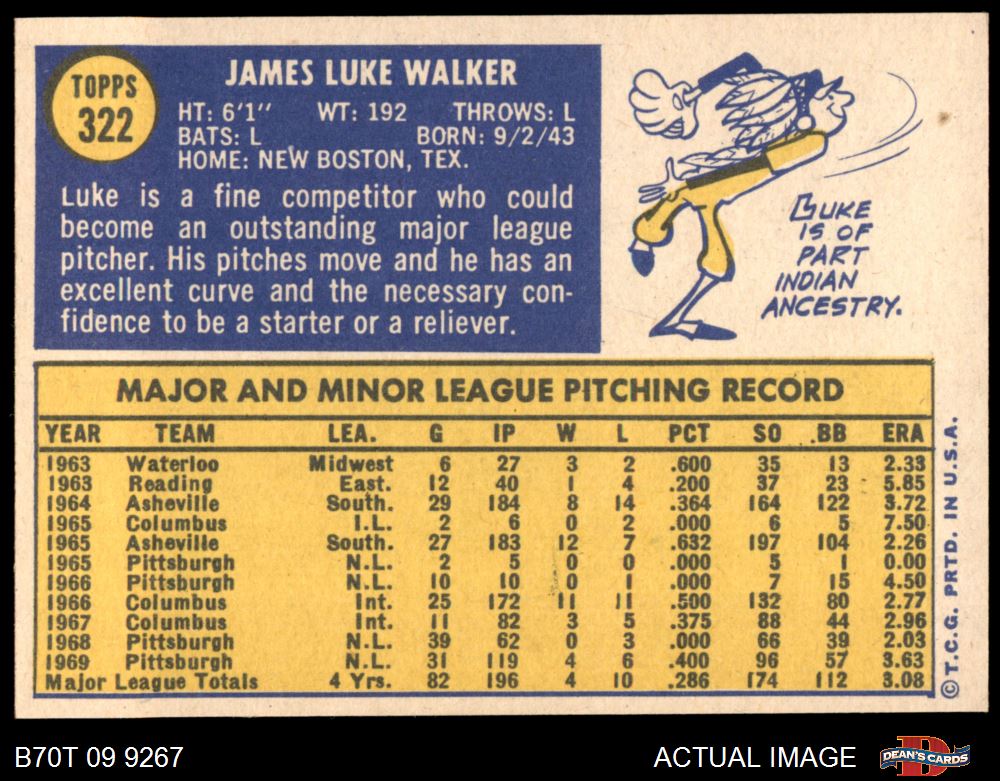 TOPPS
322
JAMES LUKE WALKER
HT: 6'1" WT: 192 THROWS: L
BATS: L BORN: 9/2/43
HOME: NEW BOSTON, TEX.
Luke is a fine competitor who could
become an outstanding major league
pitcher. His pitches move and he has an
excellent curve and the necessary con-
fidence to be a starter or a reliever.
LUKE
IS OF
PART
INDIAN
ANCESTRY.
MAJOR AND MINOR LEAGUE PITCHING RECORD
YEAR TEAM LEA. G IP W L PCT SO BB ERA
1963 Waterloo Midwest 6 27 3 2 .600 35 13 2.33
1963 Reading East. 12 40 1 4 .200 37 23 5.85
1964 Asheville South. 29 184 8 14 .364 164 122 3.72
1965 Columbus I.L. 2 6 0 2 .000 6 5 7.50
1965 Asheville South. 27 183 12 7 .632 197 104 2.26
1965 Pittsburgh N.L. 2 5 0 0 .000 5 1 0.00
1966 Pittsburgh N.L. 10 10 0 1 .000 7 15 4.50
1966 Columbus Int. 25 172 11 11 .500 132 80 2.77
1967 Columbus Int. 11 82 3 5 .375 88 44 2.96
1968 Pittsburgh N.L. 39 62 0 3 .000 66 39 2.03
1969 Pittsburgh N.L. 31 119 4 6 .400 96 57 3.63
Major League Totals 4 Yrs. 82 196 4 10 .286 174 112 3.08
© T.C.G. PRTD. IN U.S.A.
B70T 09 9267
ACTUAL IMAGE
DEAN'S CARDS